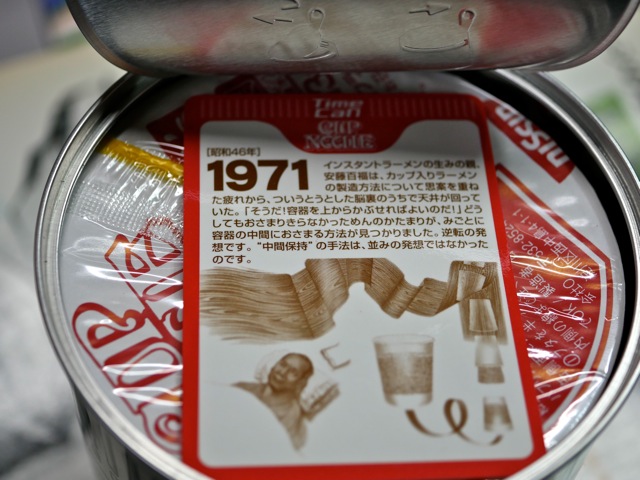 Time
Can
CUP
NOODLE
[昭和46年]
1971
インスタントラーメンの生みの親、
安藤百福は、カップ入りラーメン
の製造方法について思案を重ね
た疲れから、ついうとうとした脳裏のうちで天井が回って
いた。「そうだ!容器を上からかぶせればよいのだ!」どう
してもおさまりきらなかっためんのかたまりが、みごとに
容器の中間におさまる方法が見つかりました。逆転の発
想です。“中間保持”の手法は、並みの発想ではなかった
のです。
nissin